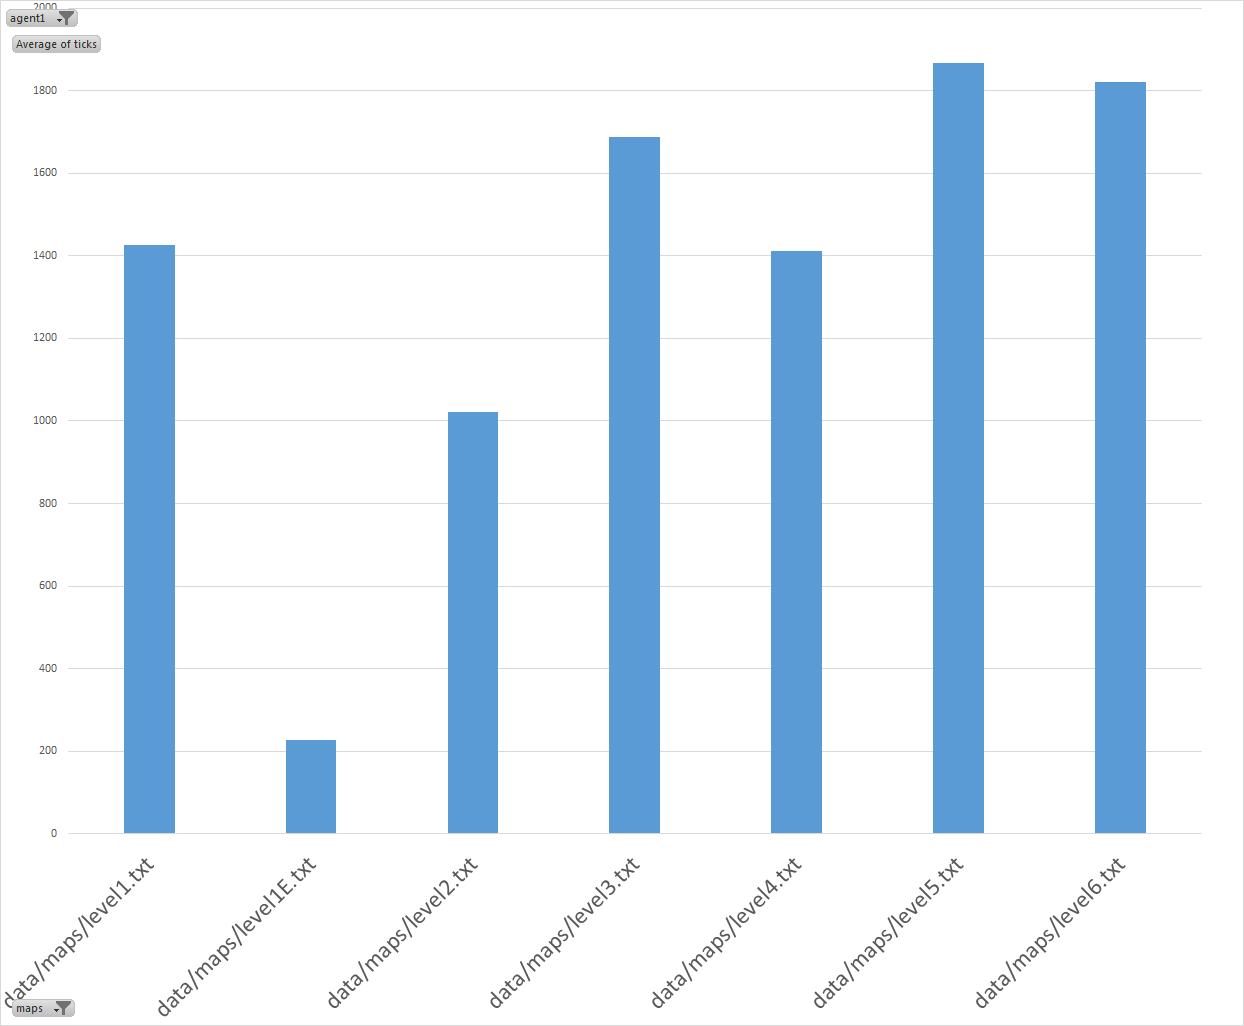 2000
agent1
Average of ticks
1800
1600
1400
1200
1000
800
600
400
200
0
data/maps/level1.txt
data/maps/level1E.txt
data/maps/level2.txt
data/maps/level3.txt
data/maps/level4.txt
data/maps/level5.txt
data/maps/level6.txt
maps